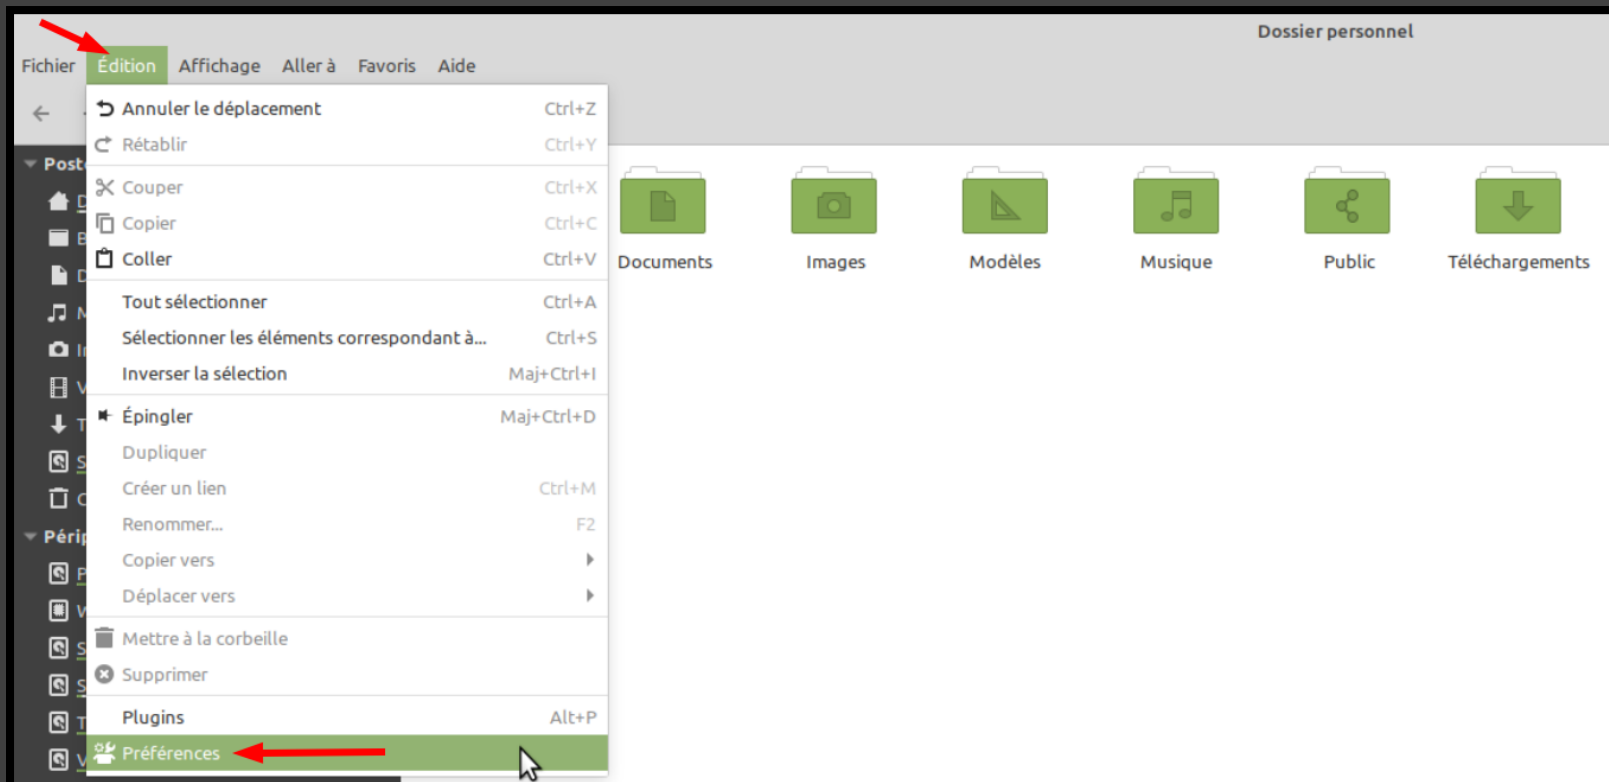 Dossier personnel
Fichier Édition Affichage Aller à Favoris Aide
Annuler le déplacement Ctrl+Z
Rétablir Ctrl+Y
Couper Ctrl+X
Copier Ctrl+C
Coller Ctrl+V
Tout sélectionner Ctrl+A
Sélectionner les éléments correspondant à... Ctrl+S
Inverser la sélection Maj+Ctrl+I
Épingler Maj+Ctrl+D
Dupliquer
Créer un lien Ctrl+M
Renommer... F2
Copier vers
Déplacer vers
Mettre à la corbeille
Supprimer
Plugins Alt+P
Préférences
Documents Images Modèles Musique Public Téléchargements